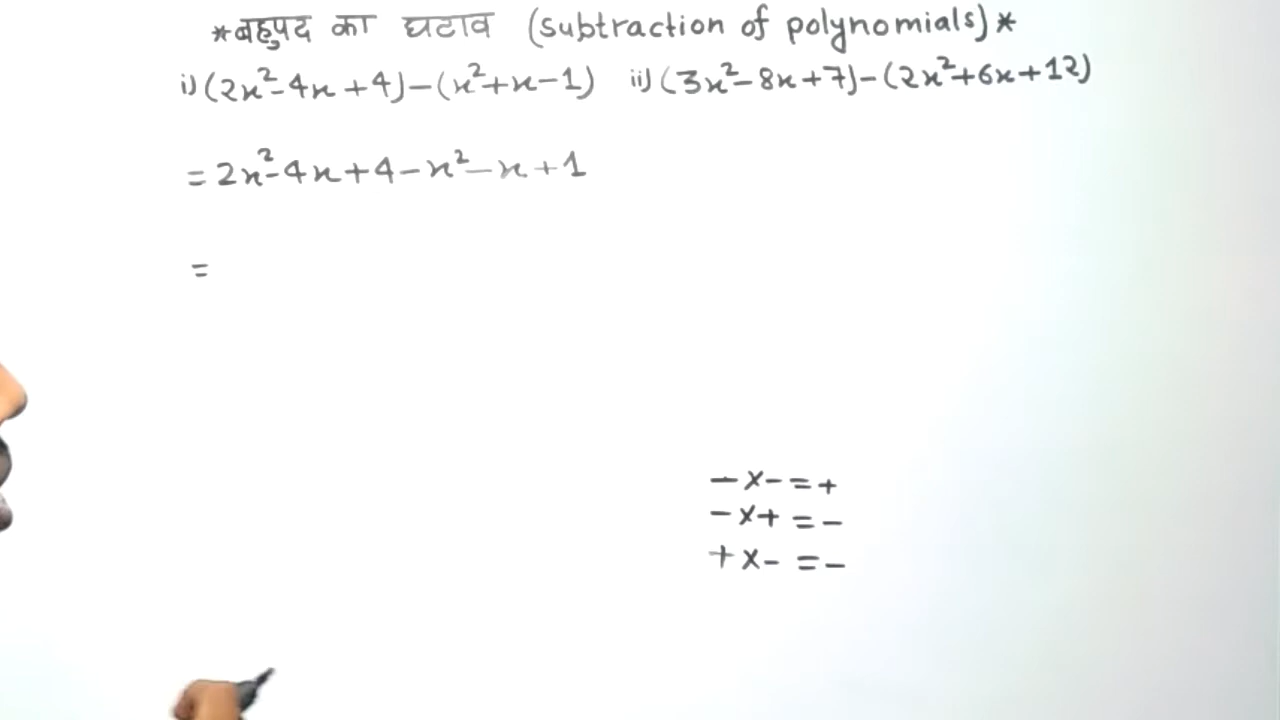 *बहुपद का घटाव (subtraction of polynomials)*
i) (2x²-4x+4)-(x²+x-1) ii) (3x²-8x+7)-(2x²+6x+12)
= 2x²-4x+4-x²-x+1
=
-x-=+
-x+=-
+x-=-